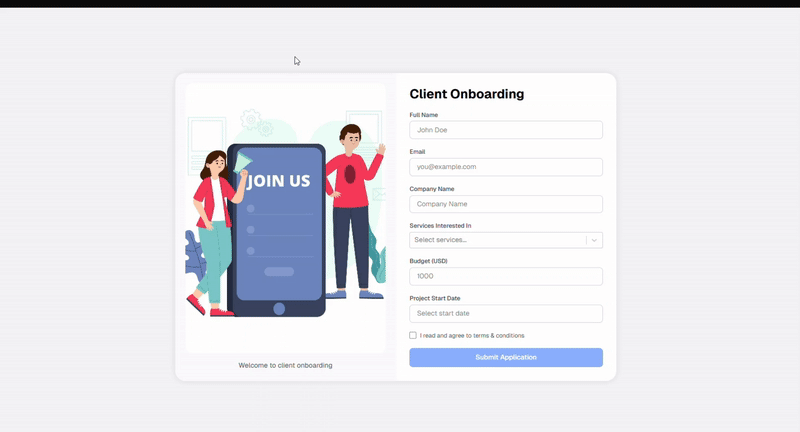 JOIN US
Welcome to client onboarding
Client Onboarding
Full Name
John Doe
Email
you@example.com
Company Name
Company Name
Services Interested In
Select services...
Budget (USD)
1000
Project Start Date
Select start date
I read and agree to terms & conditions
Submit Application